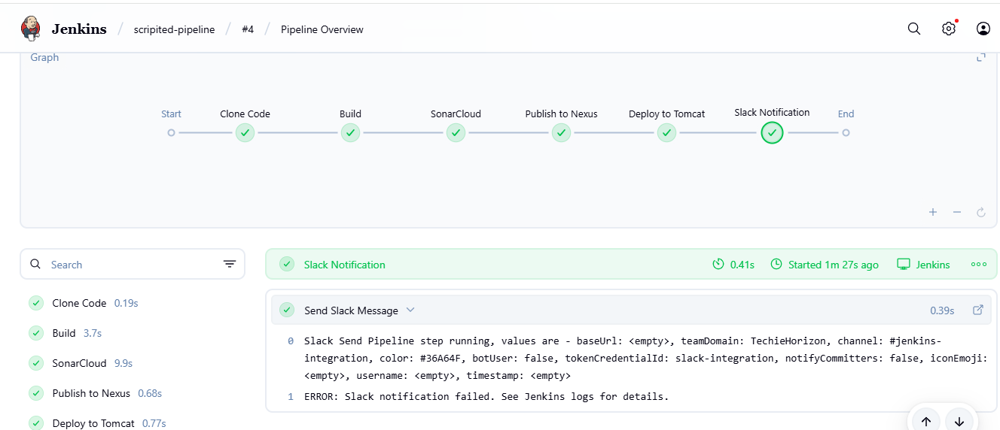 Jenkins / scripited-pipeline / #4 / Pipeline Overview
Graph
Start
Clone Code
Build
SonarCloud
Publish to Nexus
Deploy to Tomcat
Slack Notification
End
Search
Slack Notification
0.41s
Started 1m 27s ago
Jenkins
Clone Code 0.19s
Build 3.7s
SonarCloud 9.9s
Publish to Nexus 0.68s
Deploy to Tomcat 0.77s
Send Slack Message
0.39s
0 Slack Send Pipeline step running, values are - baseUrl: <empty>, teamDomain: TechieHorizon, channel: #jenkins-
integration, color: #36A64F, botUser: false, tokenCredentialId: slack-integration, notifyCommitters: false, iconEmoji:
<empty>, username: <empty>, timestamp: <empty>
1 ERROR: Slack notification failed. See Jenkins logs for details.